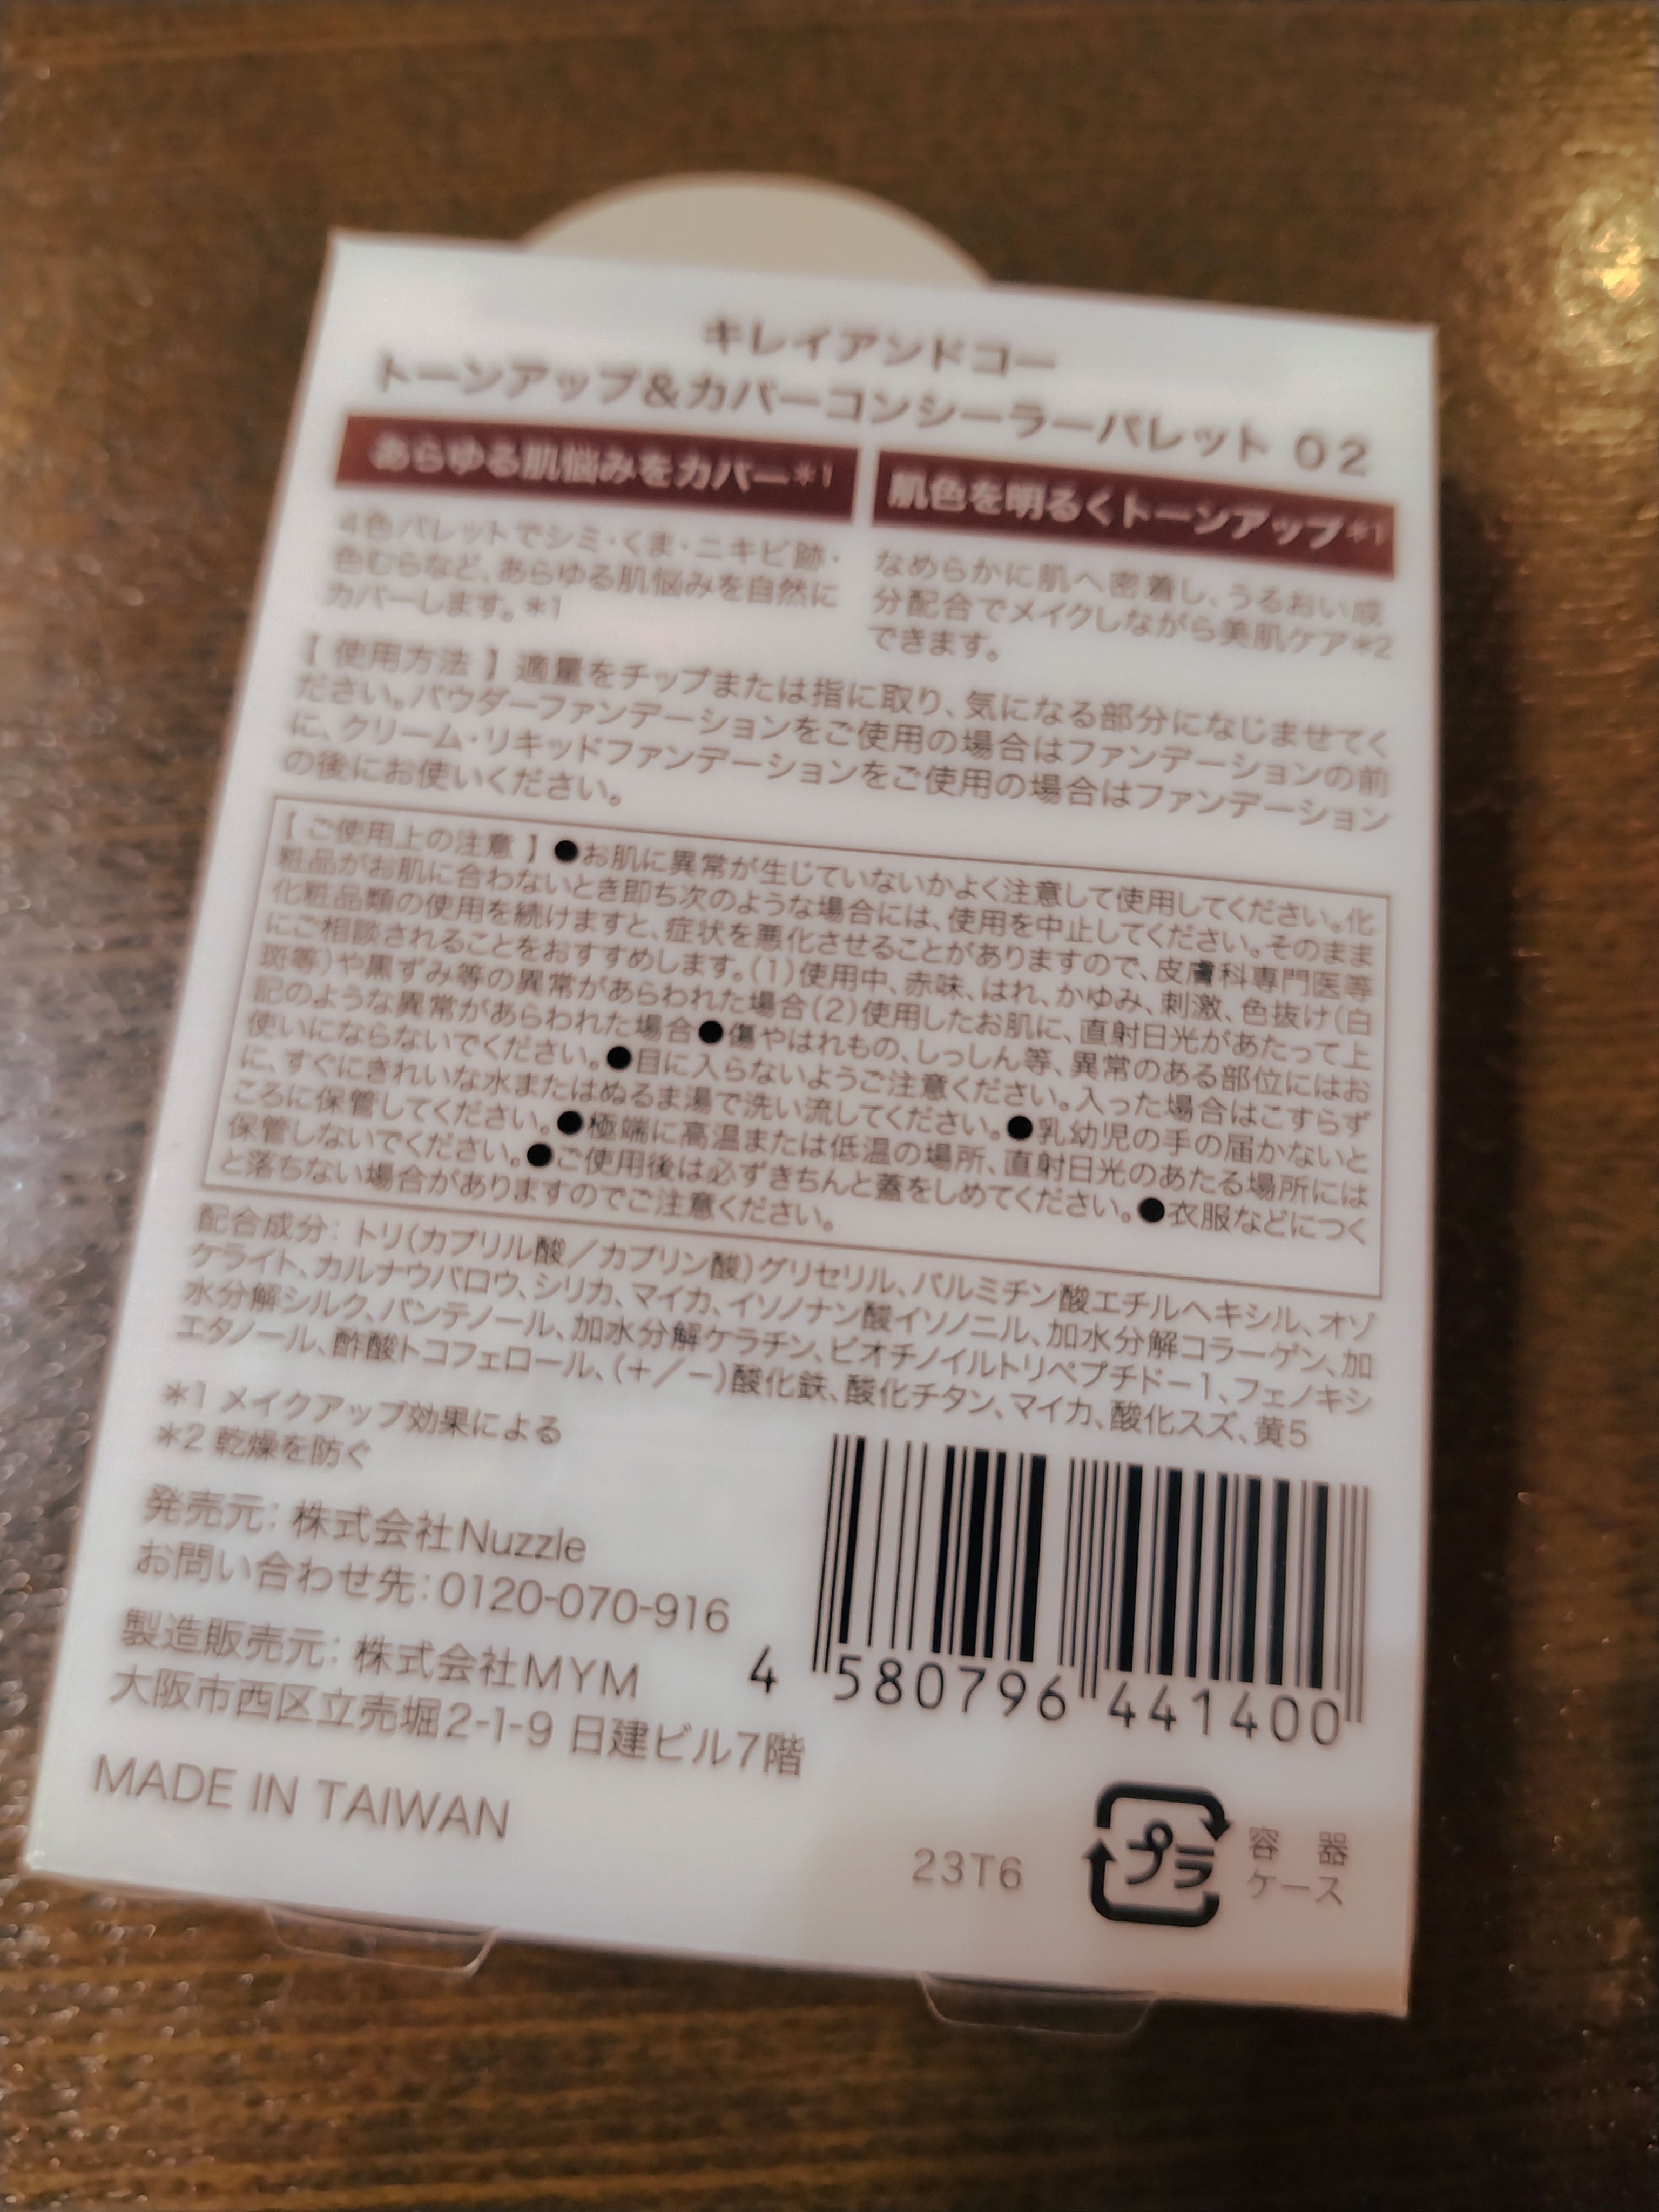 キレイアンドコー
トーンアップ&カバーコンシーラーパレット 02
あらゆる肌悩みをカバー*1
4色パレットでシミ・くま・ニキビ跡・
色むらなど、あらゆる肌悩みを自然に
カバーします。*1
肌色を明るくトーンアップ*1
なめらかに肌へ密着し、うるおい成
分配合でメイクしながら美肌ケア*2
できます。
【 使用方法 】適量をチップまたは指に取り、気になる部分になじませてく
ださい。パウダーファンデーションをご使用の場合はファンデーションの前
に、クリーム・リキッドファンデーションをご使用の場合はファンデーション
の後にお使いください。
【 ご使用上の注意 】●お肌に異常が生じていないかよく注意して使用してください。化
粧品がお肌に合わないとき即ち次のような場合には、使用を中止してください。そのまま
化粧品類の使用を続けますと、症状を悪化させることがありますので、皮膚科専門医等
にご相談されることをおすすめします。(1)使用中、赤味、はれ、かゆみ、刺激、色抜け(白
斑等)や黒ずみ等の異常があらわれた場合(2)使用したお肌に、直射日光があたって上
記のような異常があらわれた場合●傷やはれもの、しっしん等、異常のある部位にはお
使いにならないでください。●目に入らないようご注意ください。入った場合はこすらず
に、すぐにきれいな水またはぬるま湯で洗い流してください。●乳幼児の手の届かないと
ころに保管してください。●極端に高温または低温の場所、直射日光のあたる場所には
保管しないでください。●ご使用後は必ずきちんと蓋をしめてください。●衣服などにつく
と落ちない場合がありますのでご注意ください。
配合成分：トリ(カプリル酸／カプリン酸)グリセリル、パルミチン酸エチルヘキシル、オゾ
ケライト、カルナウバロウ、シリカ、マイカ、イソノナン酸イソノニル、加水分解コラーゲン、加
水分解シルク、パンテノール、加水分解ケラチン、ビオチノイルトリペプチド－1、フェノキシ
エタノール、酢酸トコフェロール、(＋／－)酸化鉄、酸化チタン、マイカ、酸化スズ、黄5
*1 メイクアップ効果による
*2 乾燥を防ぐ
発売元：株式会社Nuzzle
お問い合わせ先：0120-070-916
製造販売元：株式会社MYM
大阪市西区立売堀2-1-9 日建ビル7階
MADE IN TAIWAN
4 580796 441400
23T6
プラ
容器
ケース